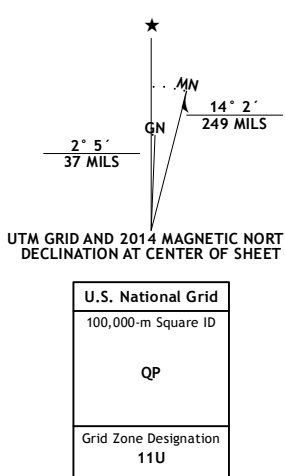 MN
14° 2´
249 MILS
GN
2° 5´
37 MILS
UTM GRID AND 2014 MAGNETIC NORT
DECLINATION AT CENTER OF SHEET
U.S. National Grid
100,000-m Square ID
QP
Grid Zone Designation
11U